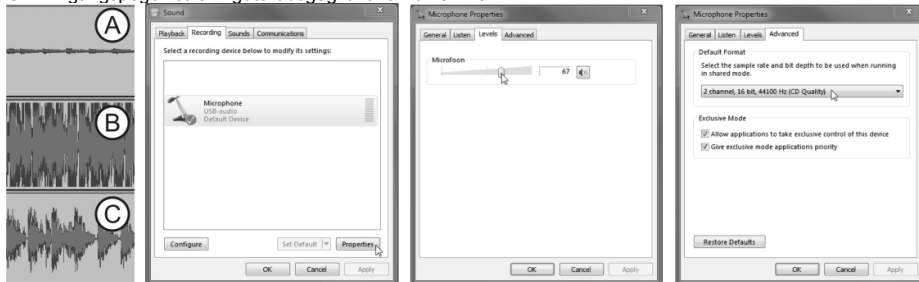 A
B
C
Sound
Playback
Recording
Sounds
Communications
Select a recording device below to modify its settings:
Microphone
USB-audio
Default Device
Configure
Set Default
Properties
OK
Cancel
Apply
Microphone Properties
General
Listen
Levels
Advanced
Microfoon
67
OK
Cancel
Apply
Microphone Properties
General
Listen
Levels
Advanced
Default Format
Select the sample rate and bit depth to be used when running
in shared mode.
2 channel, 16 bit, 44100 Hz (CD Quality)
Exclusive Mode
Allow applications to take exclusive control of this device
Give exclusive mode applications priority
Restore Defaults
OK
Cancel
Apply